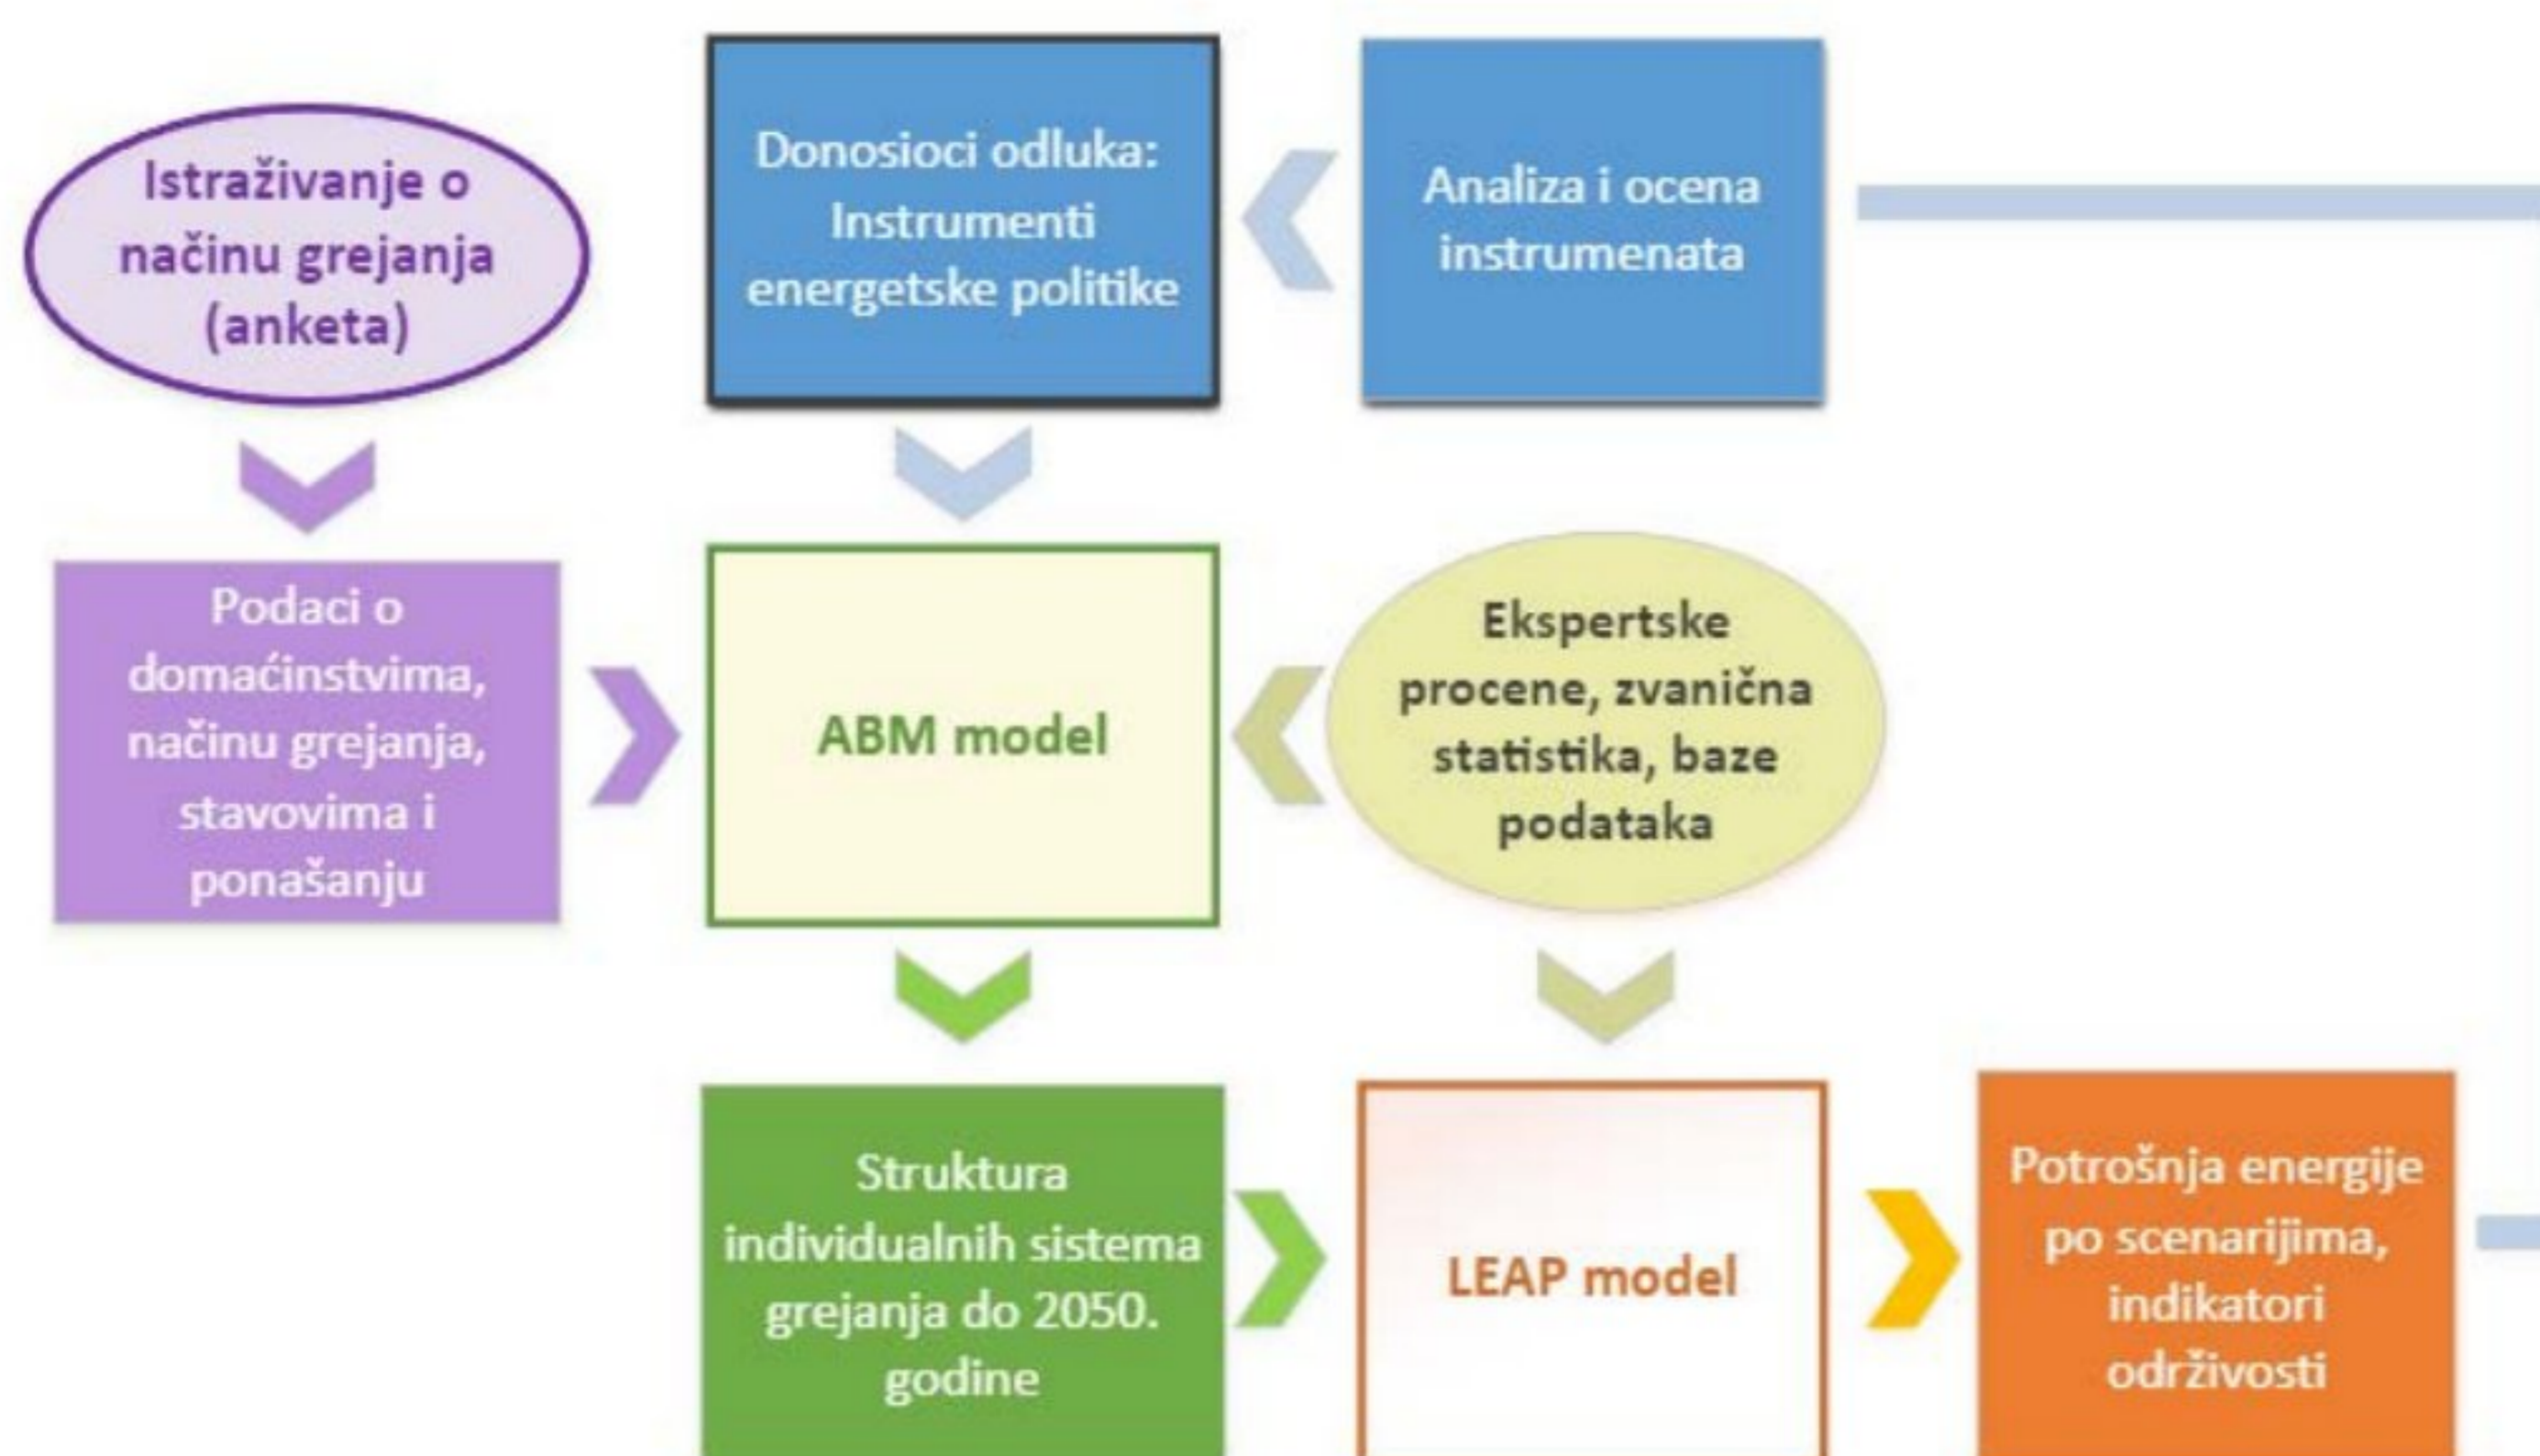 Istraživanje o
načinu grejanja
(anketa)
Donosioci odluka:
Instrumenti
energetske politike
Analiza i ocena
instrumenata
Podaci o
domaćinstvima,
načinu grejanja,
stavovima i
ponašanju
ABM model
Ekspertske
procene, zvanična
statistika, baze
podataka
Struktura
individualnih sistema
grejanja do 2050.
godine
LEAP model
Potrošnja energije
po scenarijima,
indikatori
održivosti